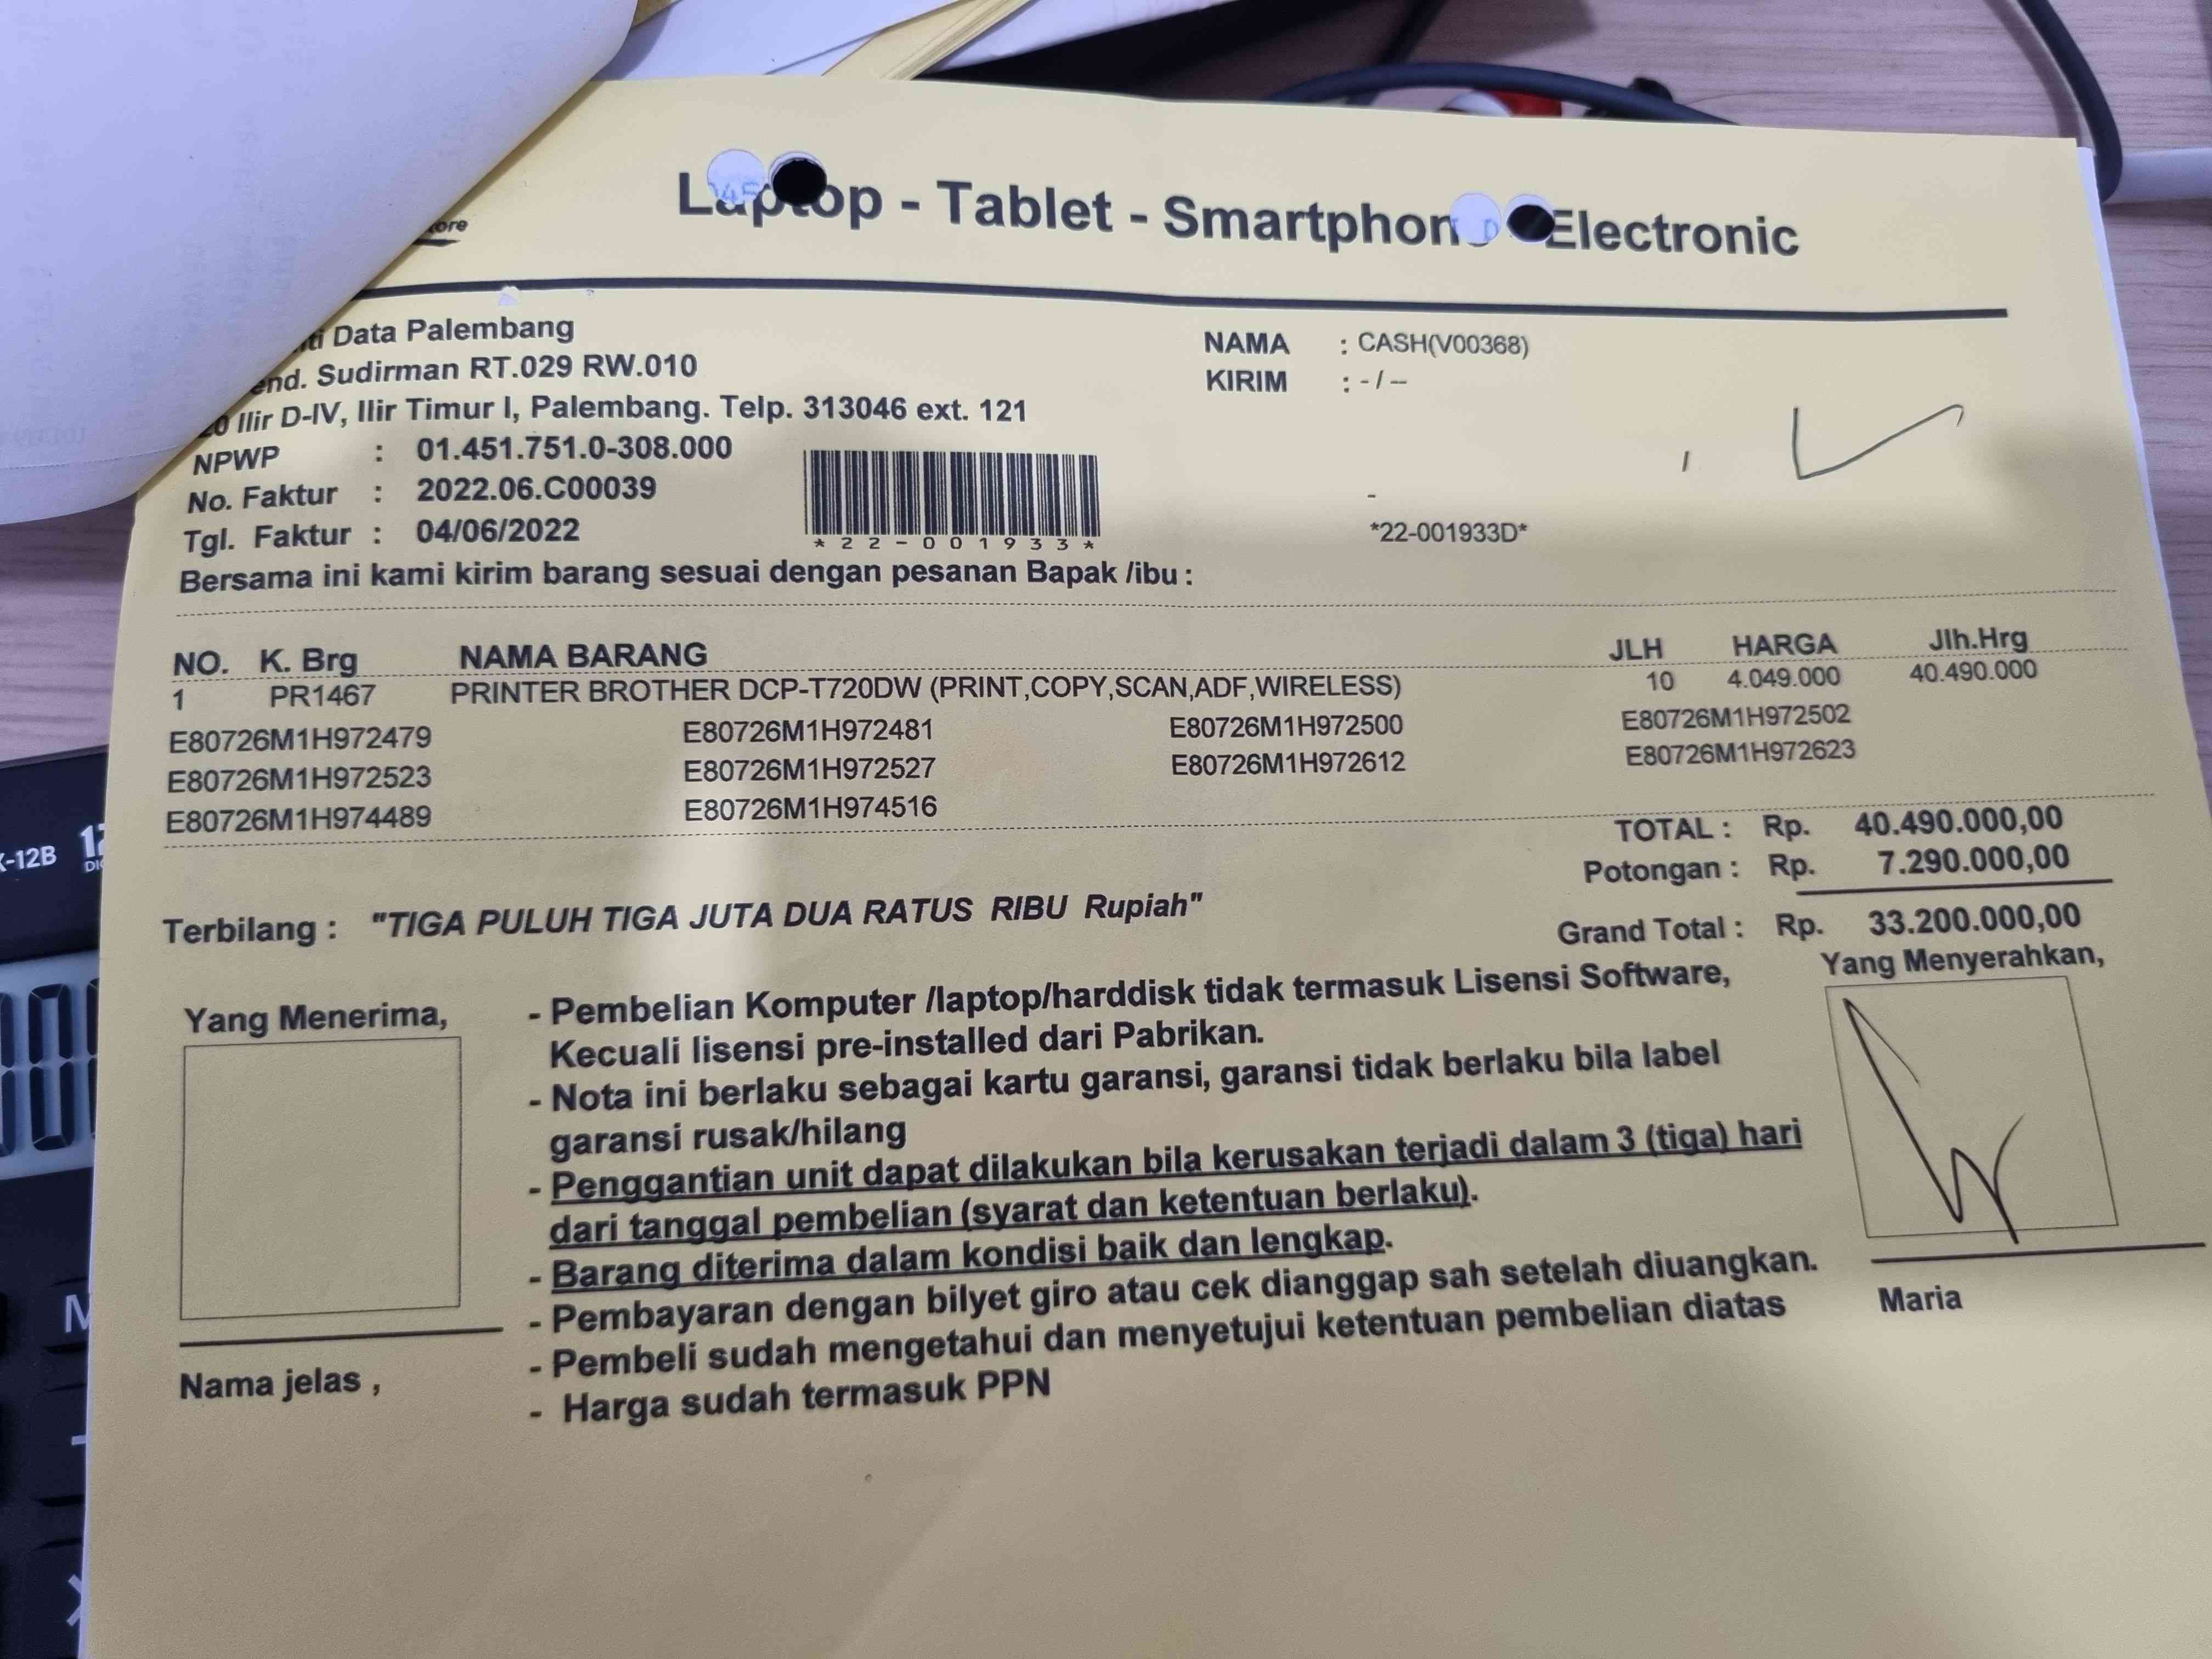 Laptop - Tablet - Smartphone Electronic
Data Palembang
Sudirman RT.029 RW.010
Ilir D-IV, Ilir Timur I, Palembang. Telp. 313046 ext. 121
NPWP : 01.451.751.0-308.000
No. Faktur : 2022.06.C00039
Tgl. Faktur : 04/06/2022
*22-001933*
NAMA : CASH(V00368)
KIRIM : - / --
-
*22-001933D*
Bersama ini kami kirim barang sesuai dengan pesanan Bapak /ibu :
NO. K. Brg NAMA BARANG JLH HARGA Jlh.Hrg
1 PR1467 PRINTER BROTHER DCP-T720DW (PRINT,COPY,SCAN,ADF,WIRELESS) 10 4.049.000 40.490.000
E80726M1H972479 E80726M1H972481 E80726M1H972500 E80726M1H972502
E80726M1H972523 E80726M1H972527 E80726M1H972612 E80726M1H972623
E80726M1H974489 E80726M1H974516
TOTAL : Rp. 40.490.000,00
Potongan : Rp. 7.290.000,00
Grand Total : Rp. 33.200.000,00
Terbilang : "TIGA PULUH TIGA JUTA DUA RATUS RIBU Rupiah"
Yang Menerima,
Nama jelas ,
- Pembelian Komputer /laptop/harddisk tidak termasuk Lisensi Software,
Kecuali lisensi pre-installed dari Pabrikan.
- Nota ini berlaku sebagai kartu garansi, garansi tidak berlaku bila label
garansi rusak/hilang
- Penggantian unit dapat dilakukan bila kerusakan terjadi dalam 3 (tiga) hari
dari tanggal pembelian (syarat dan ketentuan berlaku).
- Barang diterima dalam kondisi baik dan lengkap.
- Pembayaran dengan bilyet giro atau cek dianggap sah setelah diuangkan.
- Pembeli sudah mengetahui dan menyetujui ketentuan pembelian diatas
- Harga sudah termasuk PPN
Yang Menyerahkan,
Maria
-12B